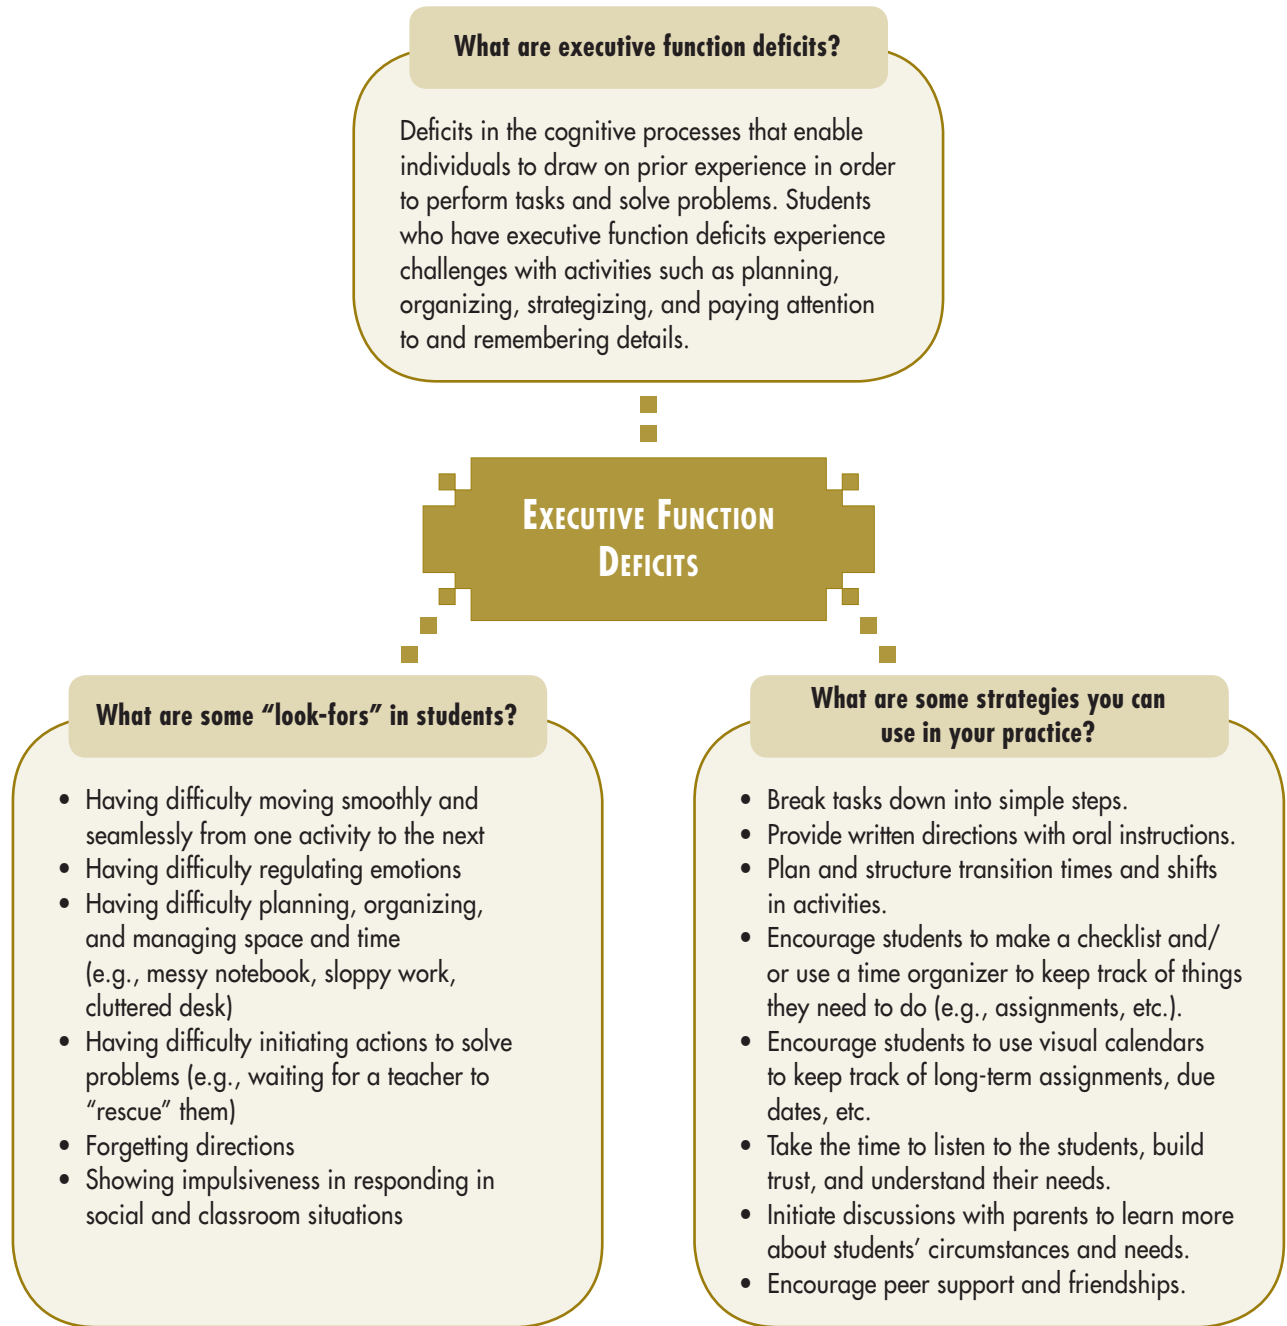 What are executive function deficits?
Deficits in the cognitive processes that enable
individuals to draw on prior experience in order
to perform tasks and solve problems. Students
who have executive function deficits experience
challenges with activities such as planning,
organizing, strategizing, and paying attention
to and remembering details.
EXECUTIVE FUNCTION
DEFICITS
What are some “look-fors” in students?
• Having difficulty moving smoothly and
seamlessly from one activity to the next
• Having difficulty regulating emotions
• Having difficulty planning, organizing,
and managing space and time
(e.g., messy notebook, sloppy work,
cluttered desk)
• Having difficulty initiating actions to solve
problems (e.g., waiting for a teacher to
“rescue” them)
• Forgetting directions
• Showing impulsiveness in responding in
social and classroom situations
What are some strategies you can
use in your practice?
• Break tasks down into simple steps.
• Provide written directions with oral instructions.
• Plan and structure transition times and shifts
in activities.
• Encourage students to make a checklist and/
or use a time organizer to keep track of things
they need to do (e.g., assignments, etc.).
• Encourage students to use visual calendars
to keep track of long-term assignments, due
dates, etc.
• Take the time to listen to the students, build
trust, and understand their needs.
• Initiate discussions with parents to learn more
about students’ circumstances and needs.
• Encourage peer support and friendships.